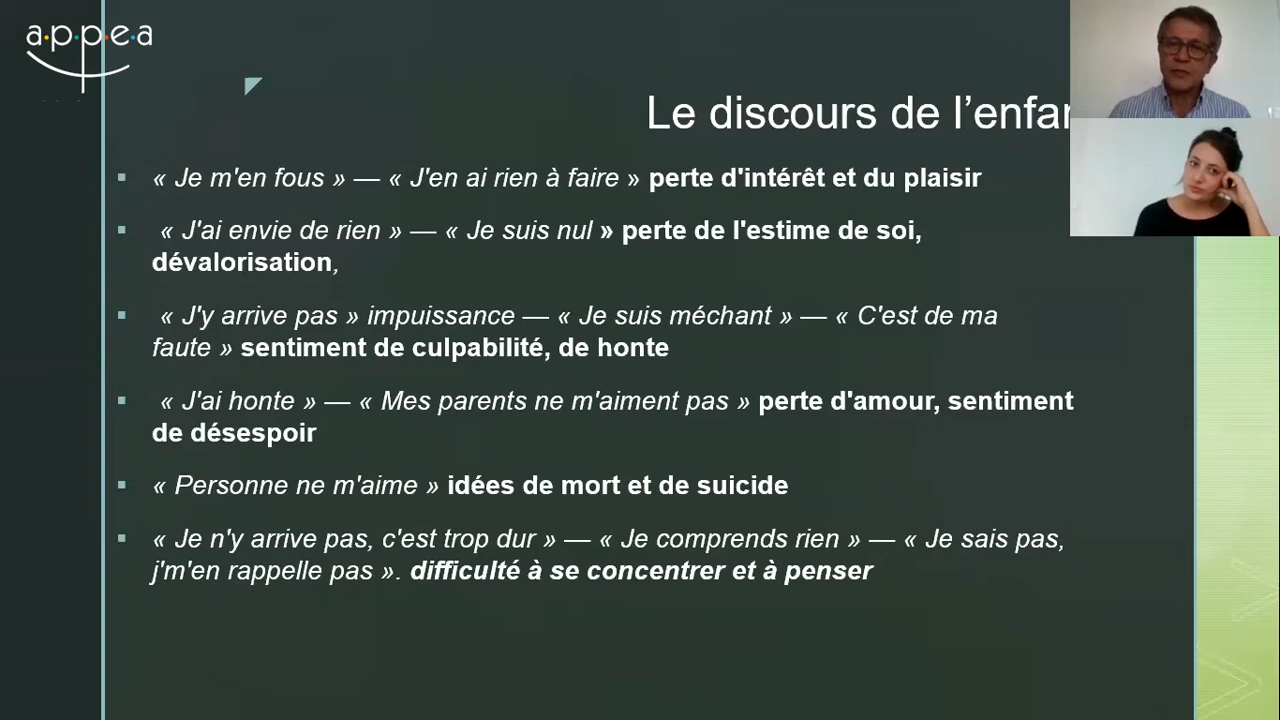 a·p·p·e·a
Le discours de l’enfan
« Je m'en fous » — « J'en ai rien à faire » perte d'intérêt et du plaisir
« J'ai envie de rien » — « Je suis nul » perte de l'estime de soi,
dévalorisation,
« J'y arrive pas » impuissance — « Je suis méchant » — « C'est de ma
faute » sentiment de culpabilité, de honte
« J'ai honte » — « Mes parents ne m'aiment pas » perte d'amour, sentiment
de désespoir
« Personne ne m'aime » idées de mort et de suicide
« Je n'y arrive pas, c'est trop dur » — « Je comprends rien » — « Je sais pas,
j'm'en rappelle pas ». difficulté à se concentrer et à penser